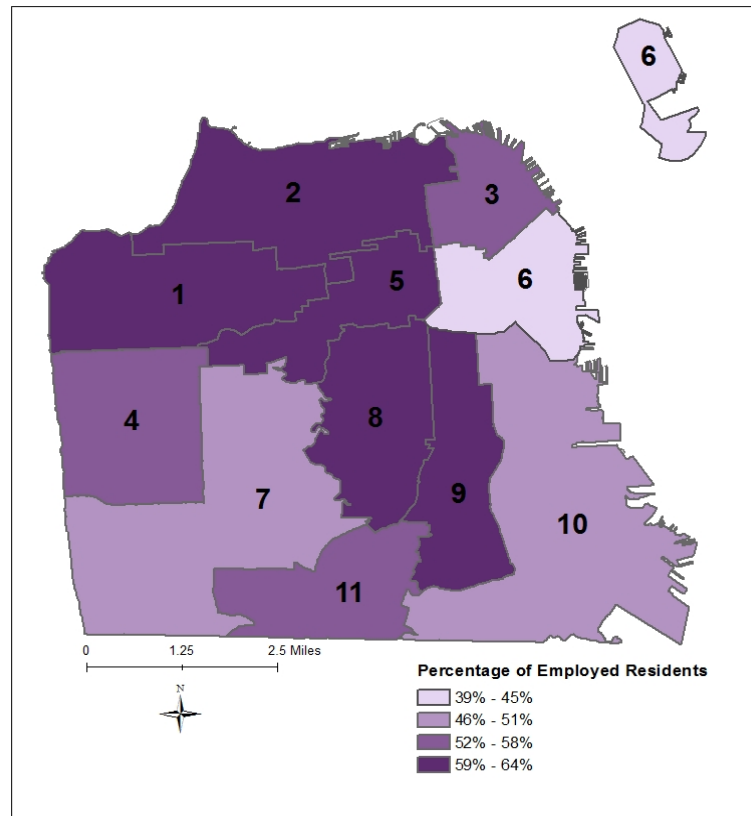 6
2
3
6
5
1
4
8
7
9
10
11
0 1.25 2.5 Miles
N
Percentage of Employed Residents
39% - 45%
46% - 51%
52% - 58%
59% - 64%